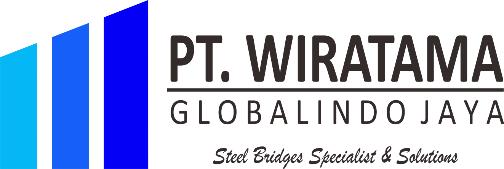 PT. WIRATAMA
GLOBALINDO JAYA
Steel Bridges Specialist & Solutions